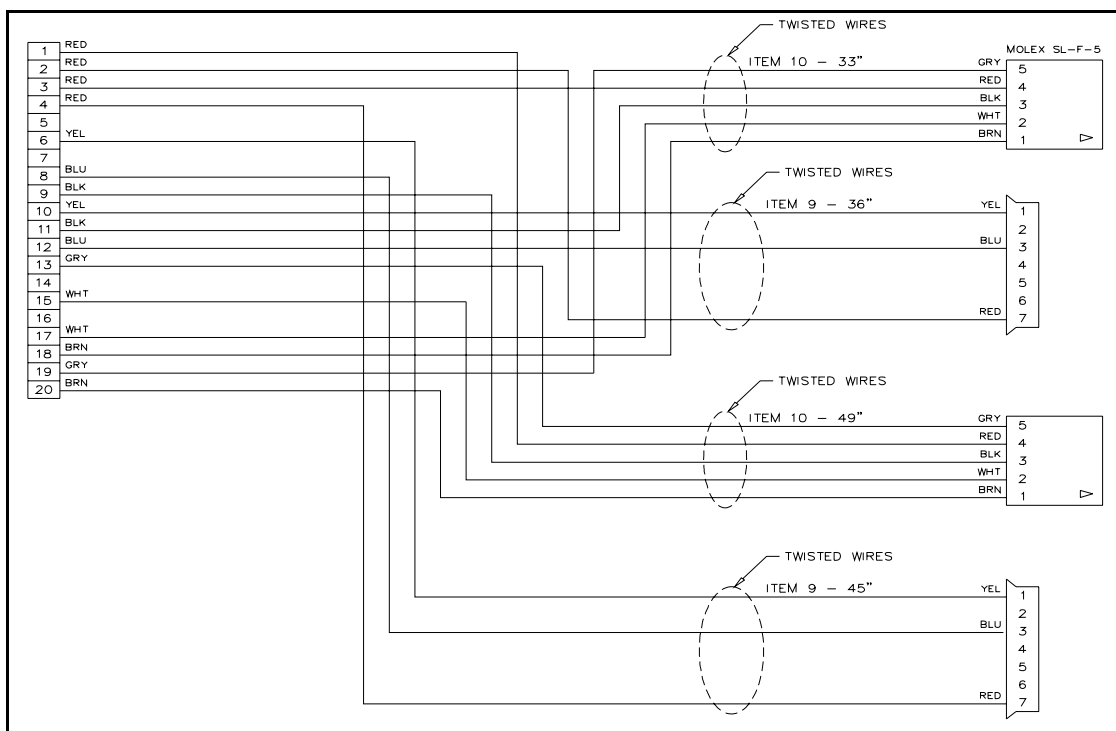 1 RED
2 RED
3 RED
4 RED
5
6 YEL
7
8 BLU
9 BLK
10 YEL
11 BLK
12 BLU
13 GRY
14
15 WHT
16
17 WHT
18 BRN
19 GRY
20 BRN
TWISTED WIRES
ITEM 10 – 33”
MOLEX SL-F-5
GRY 5
RED 4
BLK 3
WHT 2
BRN 1
TWISTED WIRES
ITEM 9 – 36”
YEL 1
2
BLU 3
4
5
6
RED 7
TWISTED WIRES
ITEM 10 – 49”
GRY 5
RED 4
BLK 3
WHT 2
BRN 1
TWISTED WIRES
ITEM 9 – 45”
YEL 1
2
BLU 3
4
5
6
RED 7